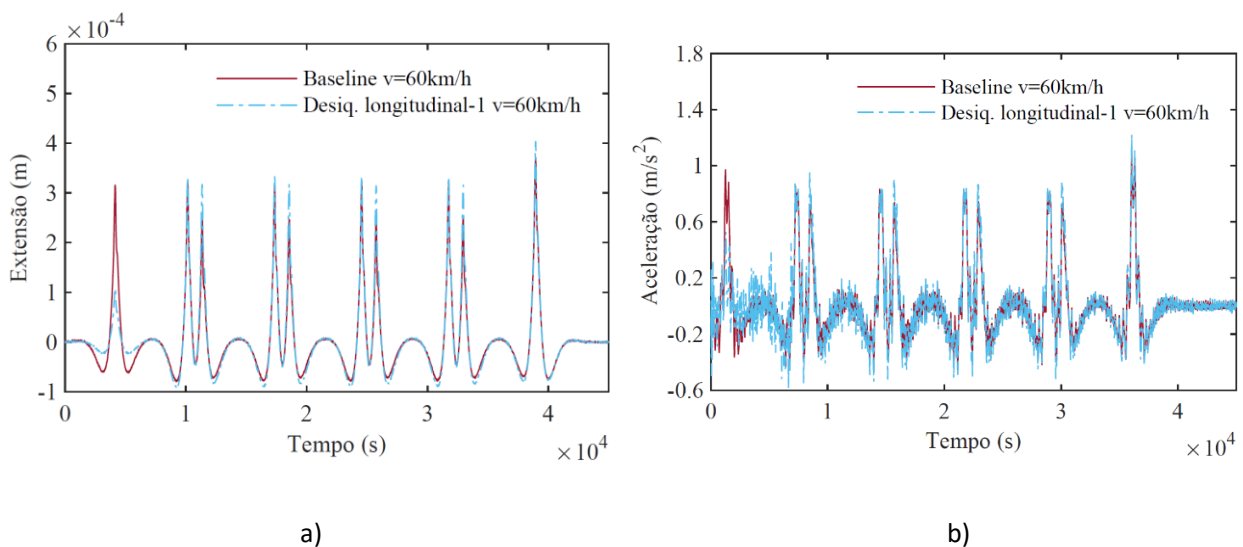 6 ×10⁻⁴
Baseline v=60km/h
Desiq. longitudinal-1 v=60km/h
5
4
3
2
1
0
-1
Extensão (m)
0 1 2 3 4
Tempo (s)
×10⁴
a)
1.8
Baseline v=60km/h
Desiq. longitudinal-1 v=60km/h
1.4
1
0.6
0.2
-0.2
-0.6
Aceleração (m/s²)
0 1 2 3 4
Tempo (s)
×10⁴
b)